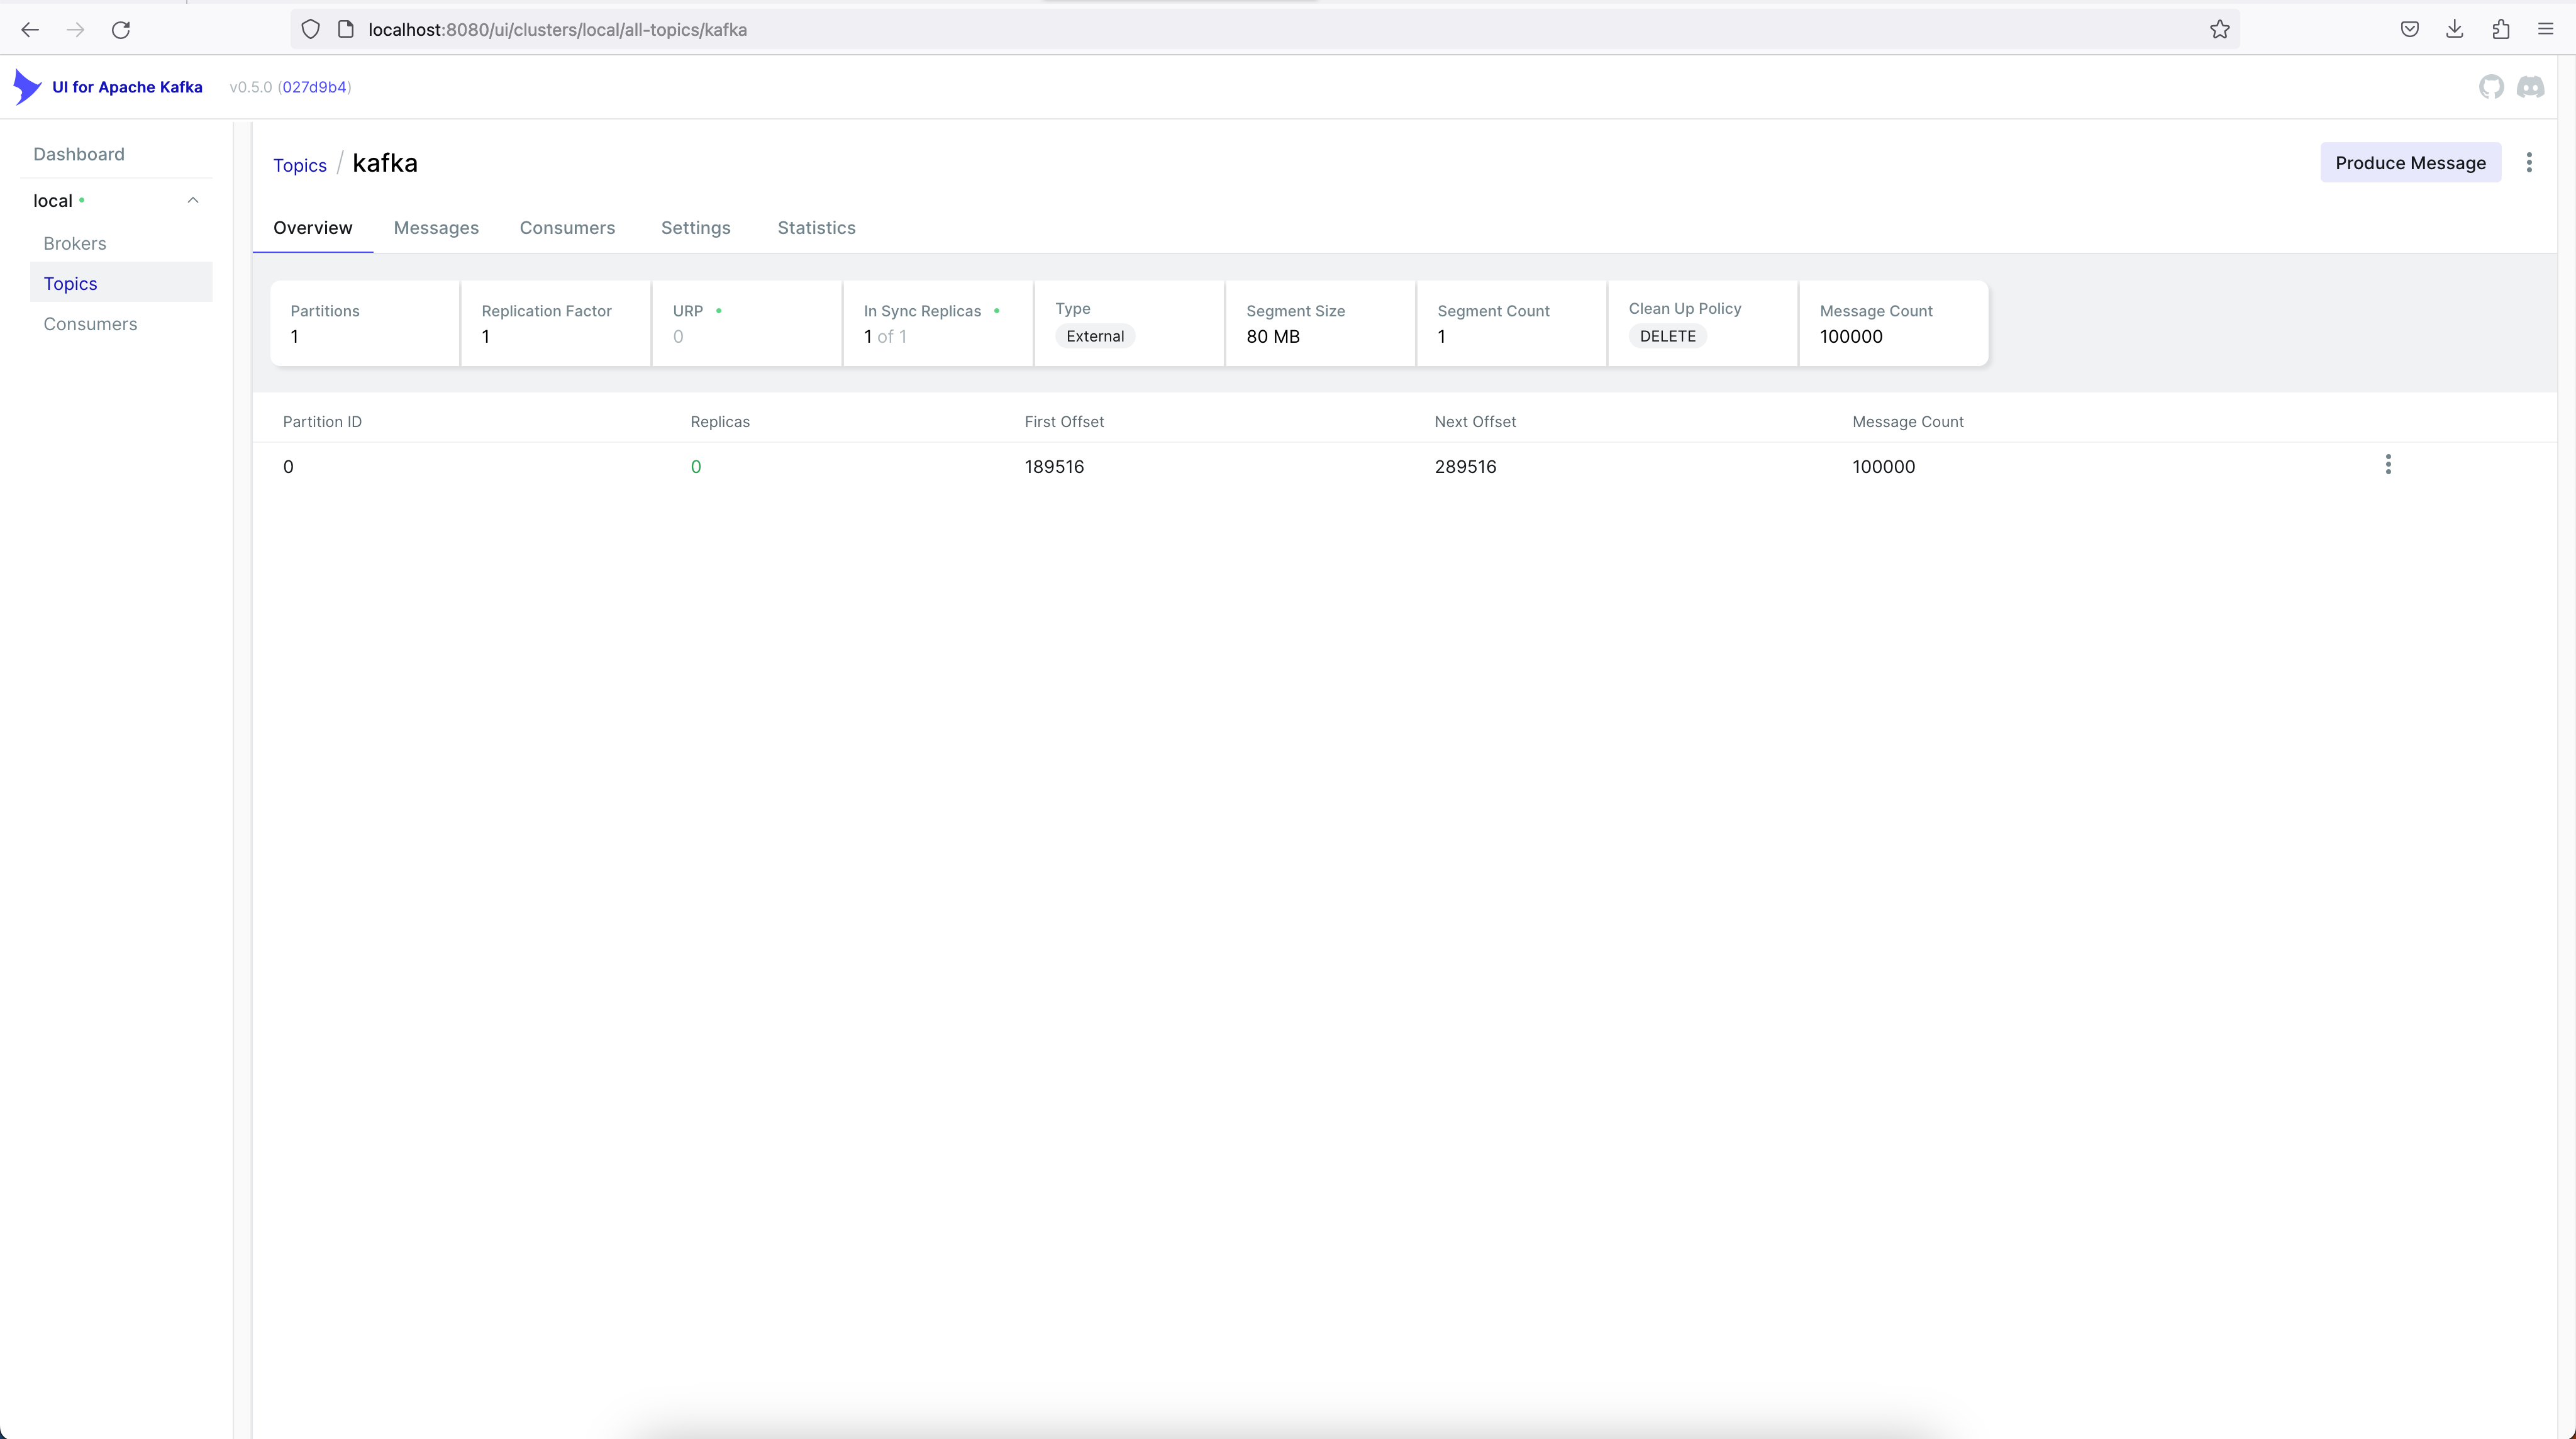 localhost:8080/ui/clusters/local/all-topics/kafka
UI for Apache Kafka v0.5.0 (027d9b4)
Dashboard
local
Brokers
Topics
Consumers
Topics / kafka
Produce Message
Overview Messages Consumers Settings Statistics
Partitions
1
Replication Factor
1
URP
0
In Sync Replicas
1 of 1
Type
External
Segment Size
80 MB
Segment Count
1
Clean Up Policy
DELETE
Message Count
100000
Partition ID Replicas First Offset Next Offset Message Count
0 0 189516 289516 100000